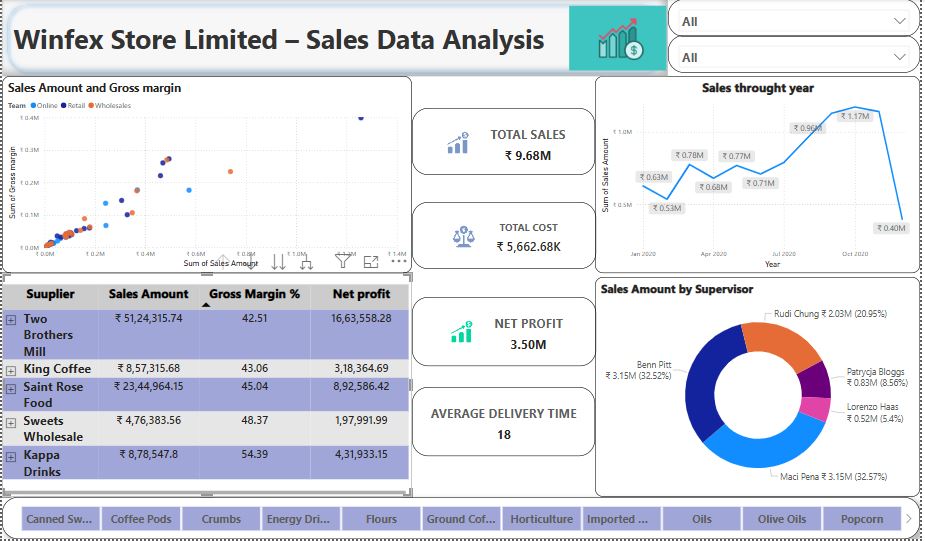 Winfex Store Limited – Sales Data Analysis
All
All
Sales Amount and Gross margin
Team Online Retail Wholesales
₹ 0.4M
₹ 0.3M
₹ 0.2M
₹ 0.1M
₹ 0.0M
Sum of Gross margin
₹ 0.0M ₹ 0.2M ₹ 0.4M ₹ 0.6M ₹ 0.8M ₹ 1.0M ₹ 1.4M
Sum of Sales Amount
TOTAL SALES
₹ 9.68M
TOTAL COST
₹ 5,662.68K
NET PROFIT
3.50M
AVERAGE DELIVERY TIME
18
Sales throught year
Sum of Sales Amount
₹ 1.0M
₹ 0.5M
₹ 0.63M
₹ 0.53M
₹ 0.78M
₹ 0.68M
₹ 0.77M
₹ 0.71M
₹ 0.96M
₹ 1.17M
₹ 0.40M
Jan 2020 Apr 2020 Jul 2020 Oct 2020
Year
Suuplier Sales Amount Gross Margin % Net profit
Two Brothers Mill ₹ 51,24,315.74 42.51 16,63,558.28
King Coffee ₹ 8,57,315.68 43.06 3,18,364.69
Saint Rose Food ₹ 23,44,964.15 45.04 8,92,586.42
Sweets Wholesale ₹ 4,76,383.56 48.37 1,97,991.99
Kappa Drinks ₹ 8,78,547.8 54.39 4,31,933.15
Sales Amount by Supervisor
Rudi Chung ₹ 2.03M (20.95%)
Benn Pitt
₹ 3.15M (32.52%)
Patrycja Bloggs
₹ 0.83M (8.56%)
Lorenzo Haas
₹ 0.52M (5.4%)
Maci Pena ₹ 3.15M (32.57%)
Canned Sw... Coffee Pods Crumbs Energy Dri... Flours Ground Cof... Horticulture Imported ... Oils Olive Oils Popcorn